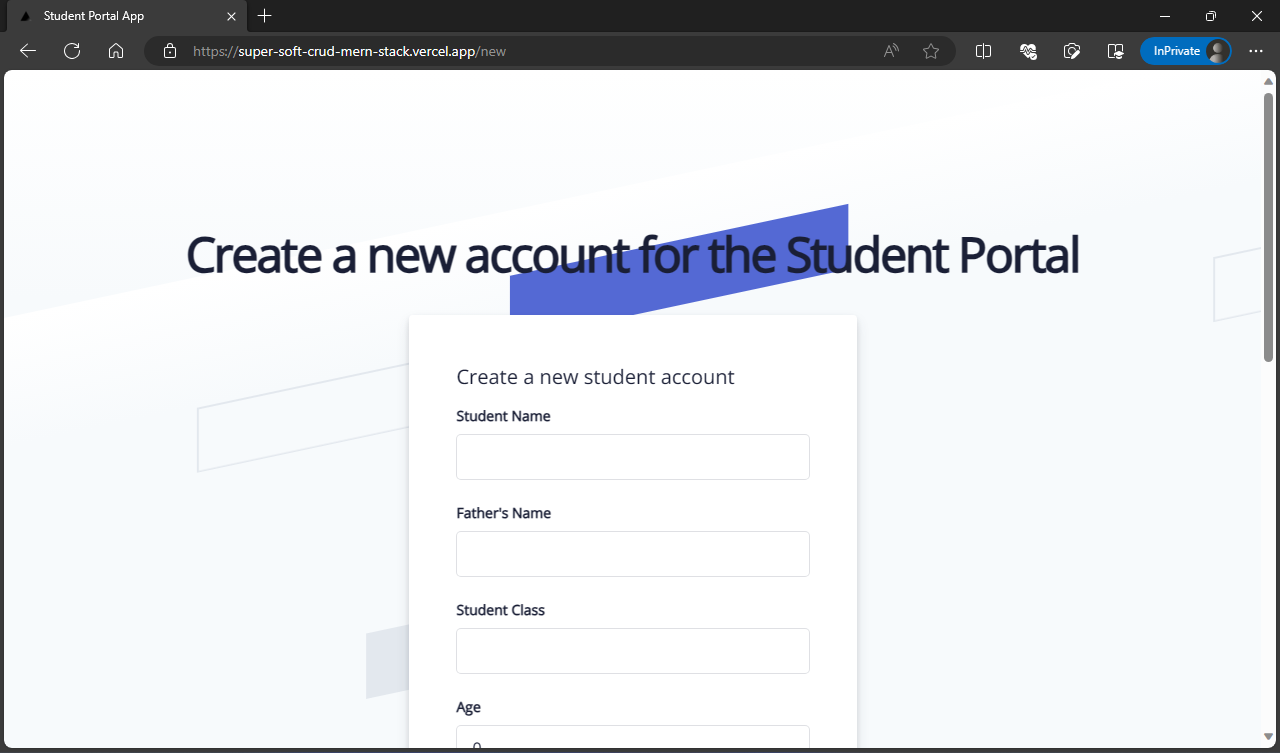 Student Portal App
https://super-soft-crud-mern-stack.vercel.app/new
InPrivate
Create a new account for the Student Portal
Create a new student account
Student Name
Father's Name
Student Class
Age
0